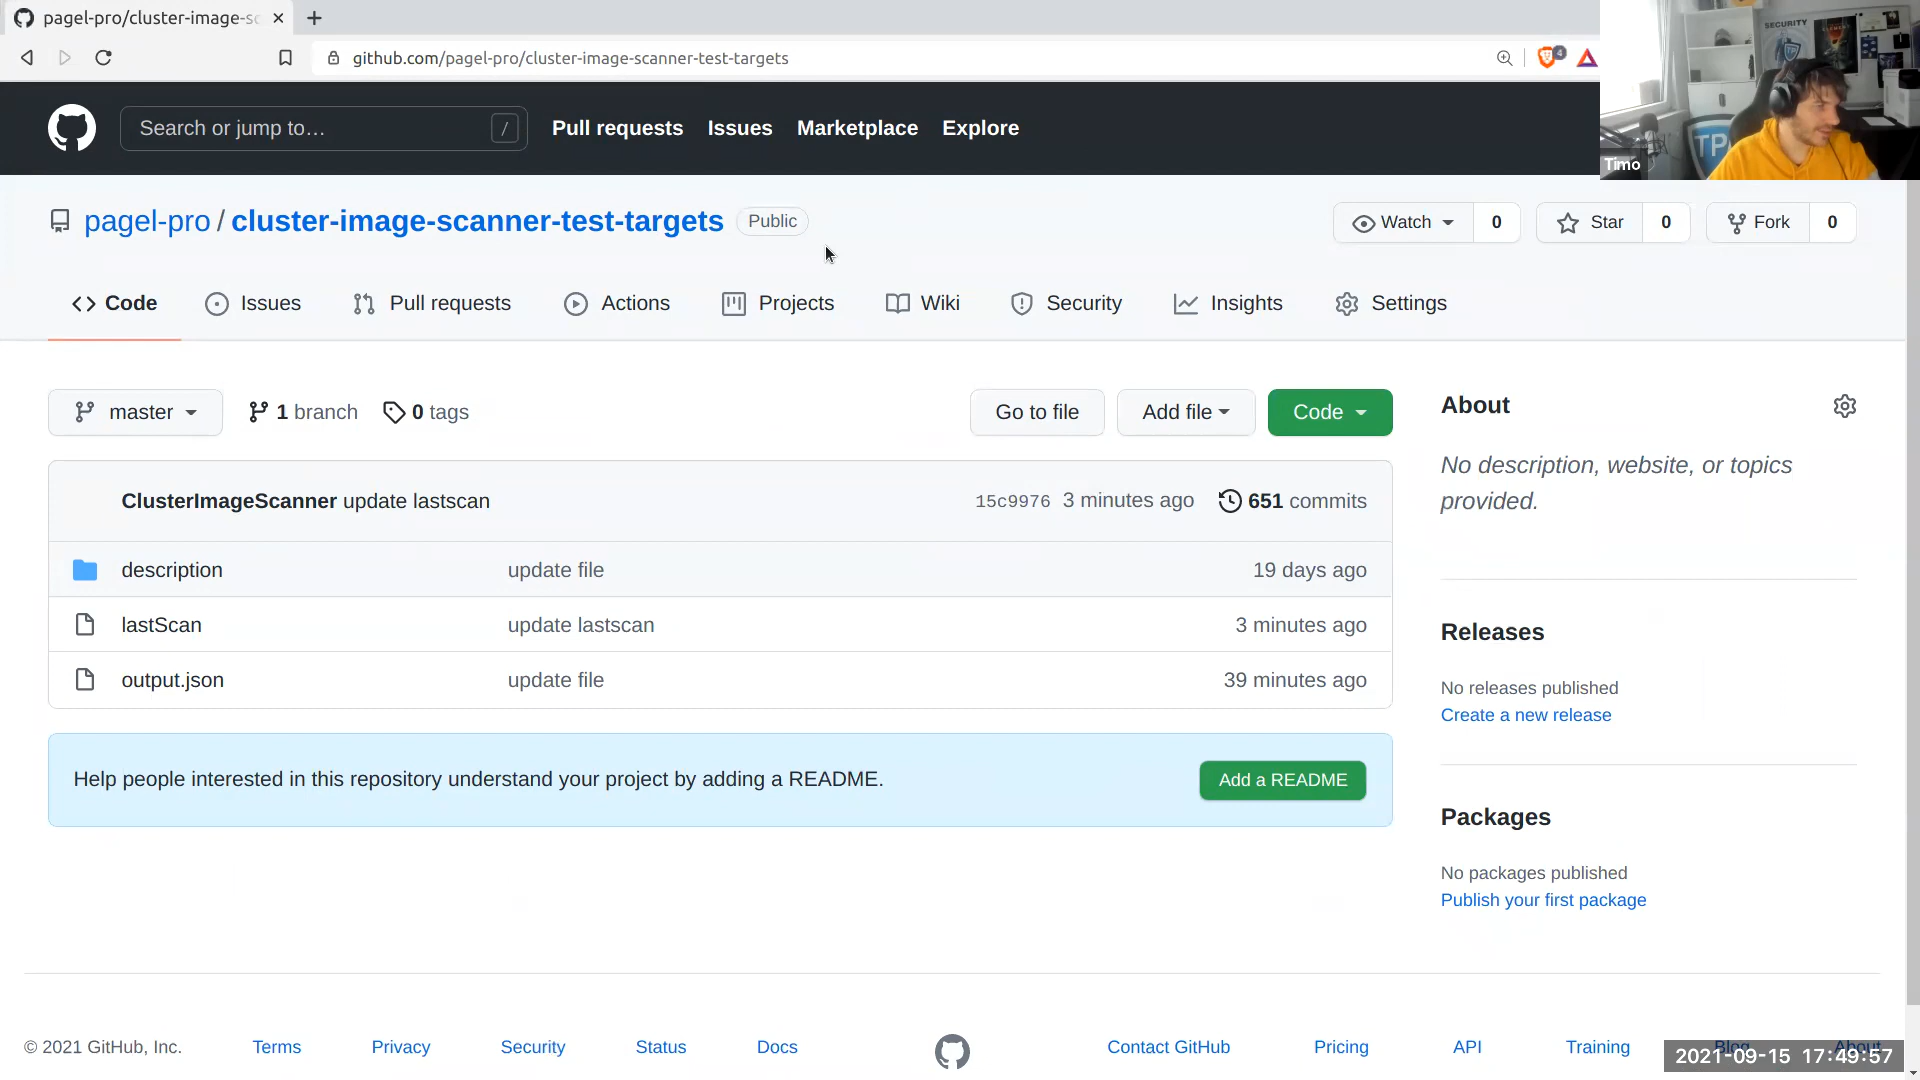 pagel-pro/cluster-image-sc
github.com/pagel-pro/cluster-image-scanner-test-targets
4
SECURITY
TP
Timo
Search or jump to…
/
Pull requests
Issues
Marketplace
Explore
pagel-pro / cluster-image-scanner-test-targets
Public
Watch
0
Star
0
Fork
0
Code
Issues
Pull requests
Actions
Projects
Wiki
Security
Insights
Settings
master
1 branch
0 tags
Go to file
Add file
Code
ClusterImageScanner update lastscan
15c9976 3 minutes ago
651 commits
description
update file
19 days ago
lastScan
update lastscan
3 minutes ago
output.json
update file
39 minutes ago
Help people interested in this repository understand your project by adding a README.
Add a README
About
No description, website, or topics
provided.
Releases
No releases published
Create a new release
Packages
No packages published
Publish your first package
© 2021 GitHub, Inc.
Terms
Privacy
Security
Status
Docs
Contact GitHub
Pricing
API
Training
Blog
About
2021-09-15 17:49:57